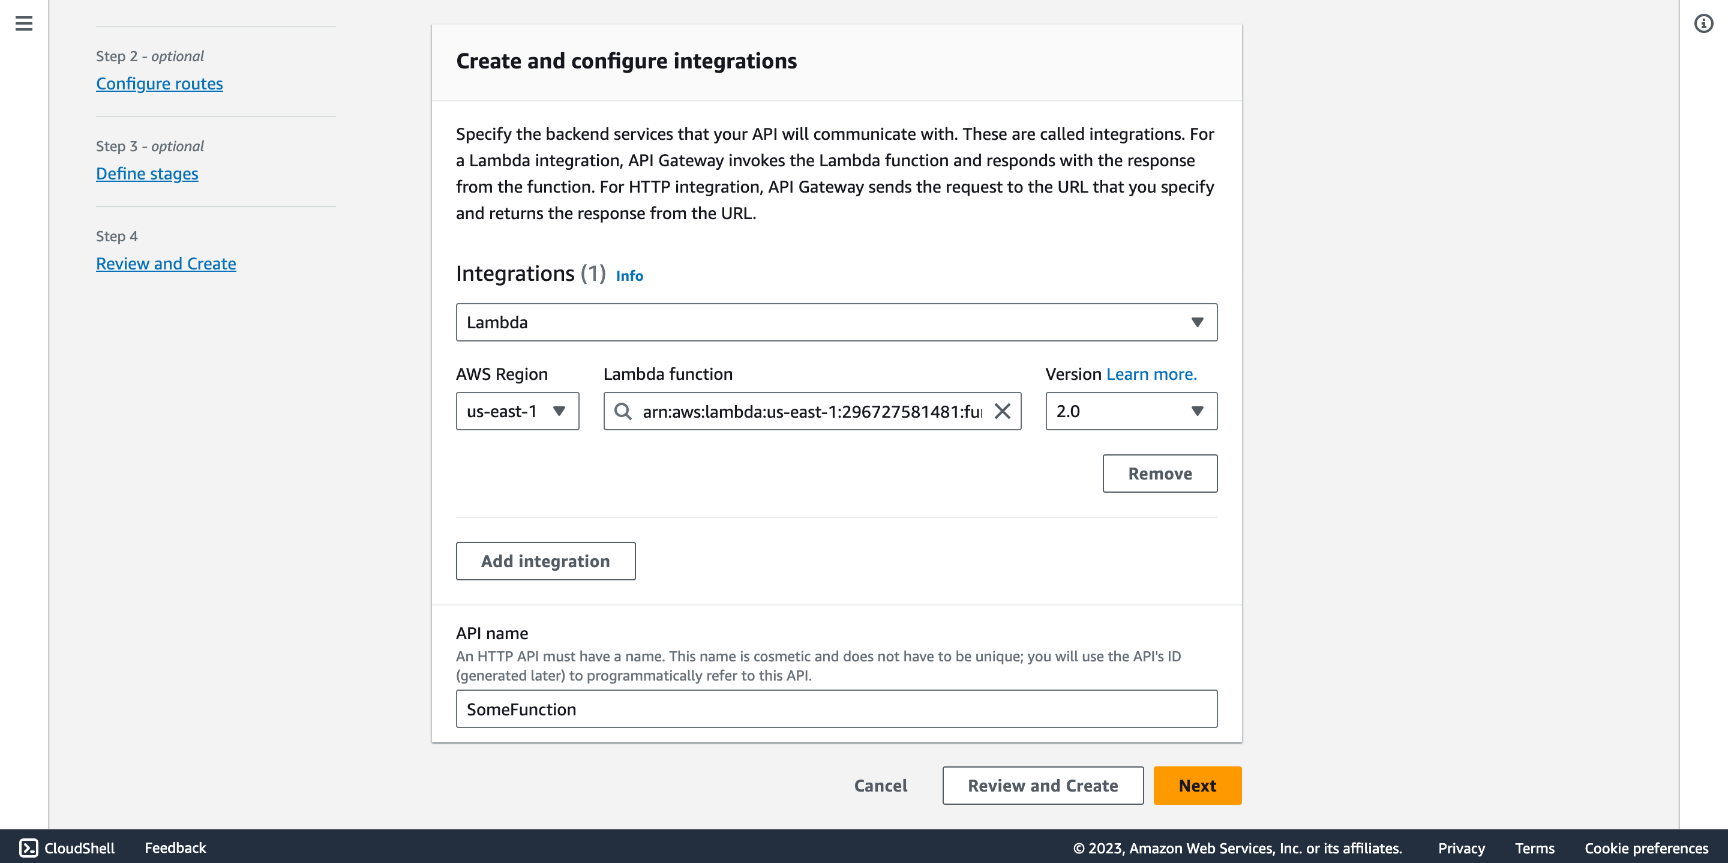 Step 2 - optional
Configure routes
Step 3 - optional
Define stages
Step 4
Review and Create
Create and configure integrations
Specify the backend services that your API will communicate with. These are called integrations. For
a Lambda integration, API Gateway invokes the Lambda function and responds with the response
from the function. For HTTP integration, API Gateway sends the request to the URL that you specify
and returns the response from the URL.
Integrations (1) Info
Lambda
AWS Region Lambda function Version Learn more.
us-east-1 arn:aws:lambda:us-east-1:296727581481:fu 2.0
Remove
Add integration
API name
An HTTP API must have a name. This name is cosmetic and does not have to be unique; you will use the API's ID
(generated later) to programmatically refer to this API.
SomeFunction
Cancel Review and Create Next
CloudShell Feedback © 2023, Amazon Web Services, Inc. or its affiliates. Privacy Terms Cookie preferences